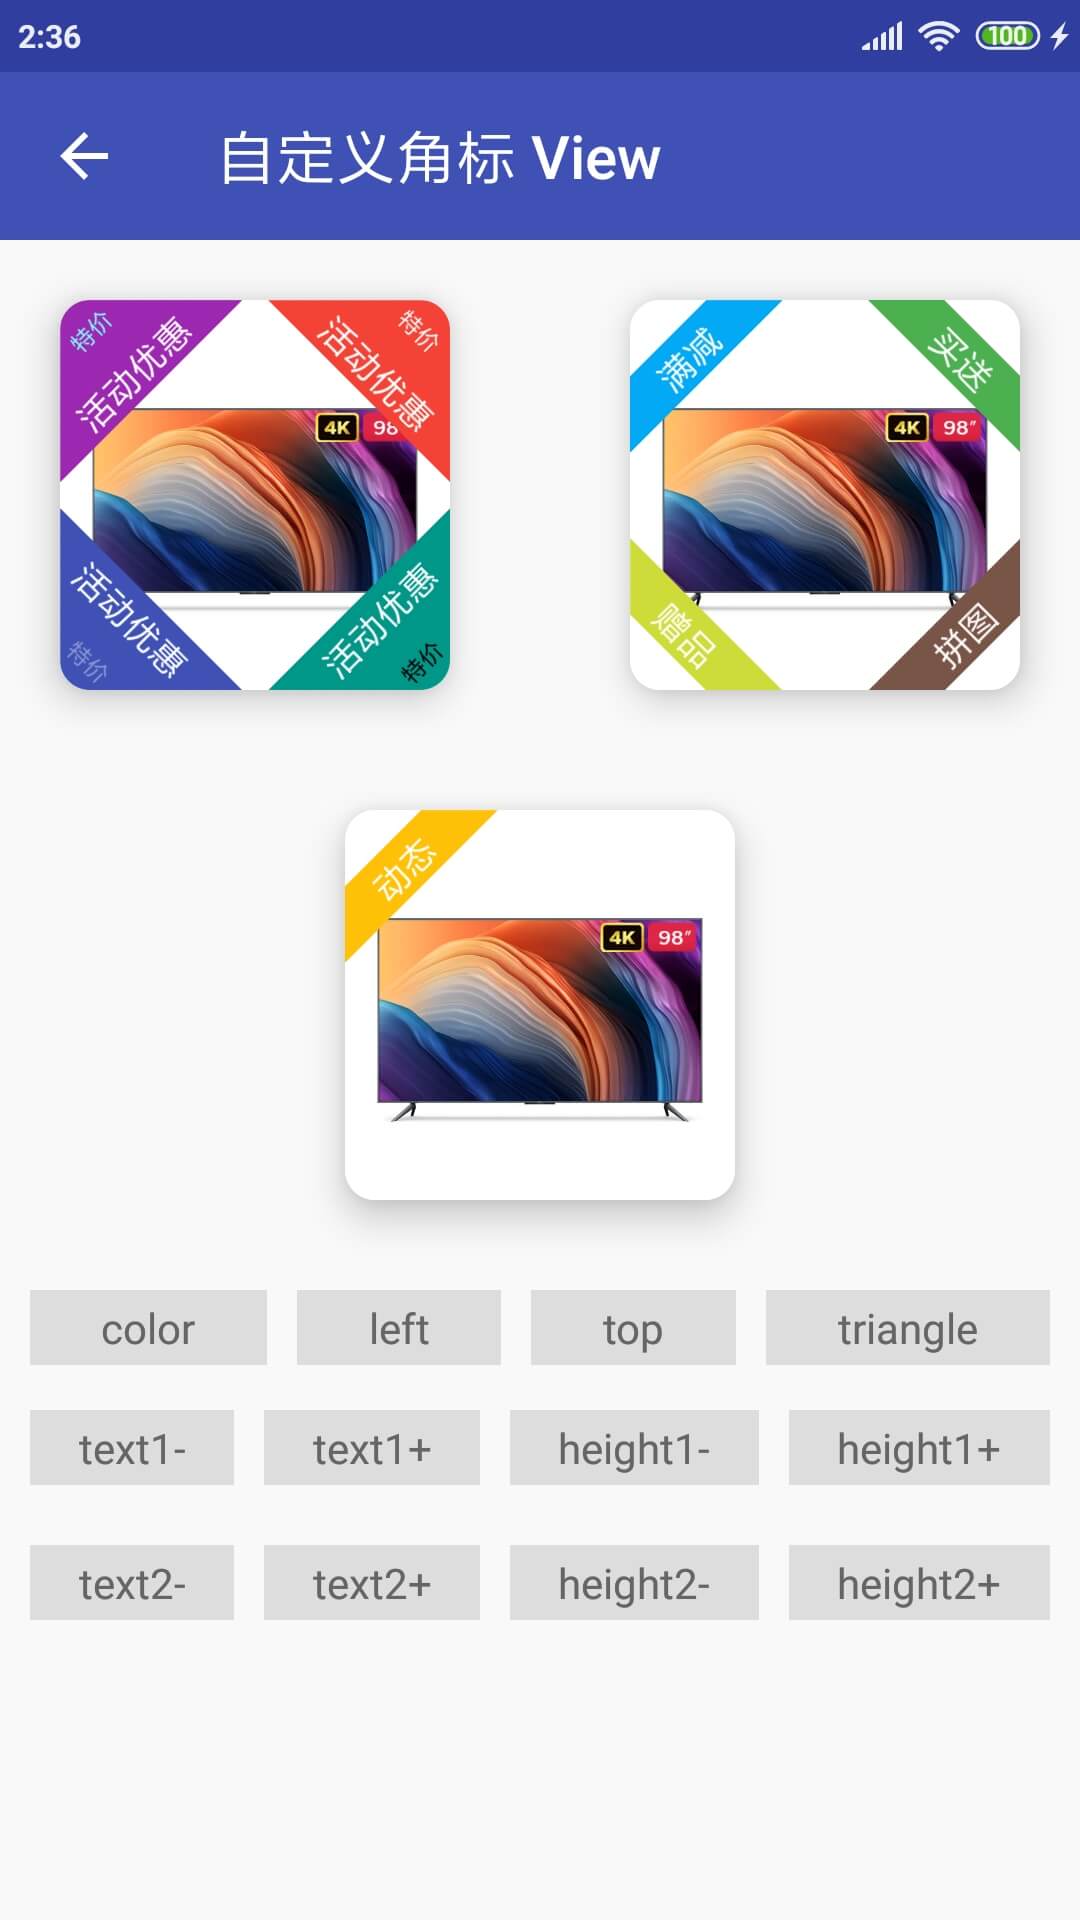 2:36
100
自定义角标 View
特价
活动优惠
特价
活动优惠
4K 98
活动优惠
特价
活动优惠
特价
满减
买送
4K 98"
拼图
动态
4K 98"
color
left
top
triangle
text1-
text1+
height1-
height1+
text2-
text2+
height2-
height2+